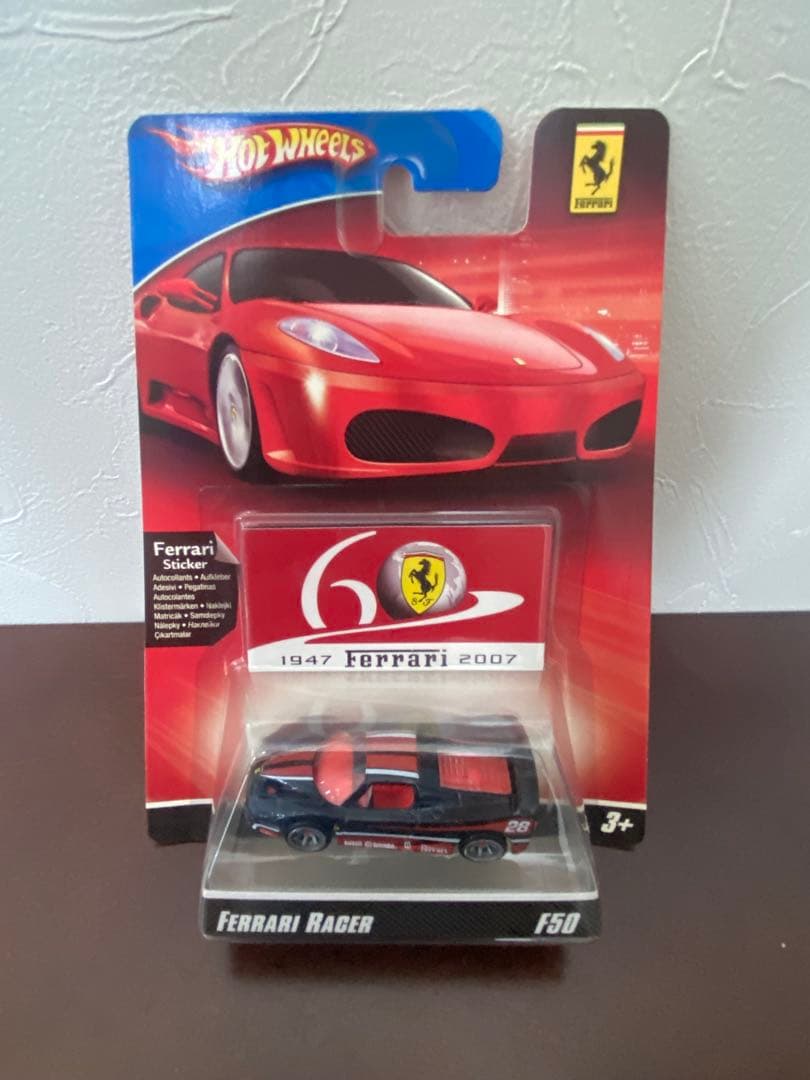 HOT WHEELS
Ferrari
Ferrari
Sticker
Autocollants • Aufkleber
Adesivi • Pegatinas
Autocolantes
Klistermärken • Naklejki
Matricák • Samolepky
Nálepky • Наклейки
Çıkartmalar
60
S F
1947 Ferrari 2007
28
Ferrari
3+
FERRARI RACER F50